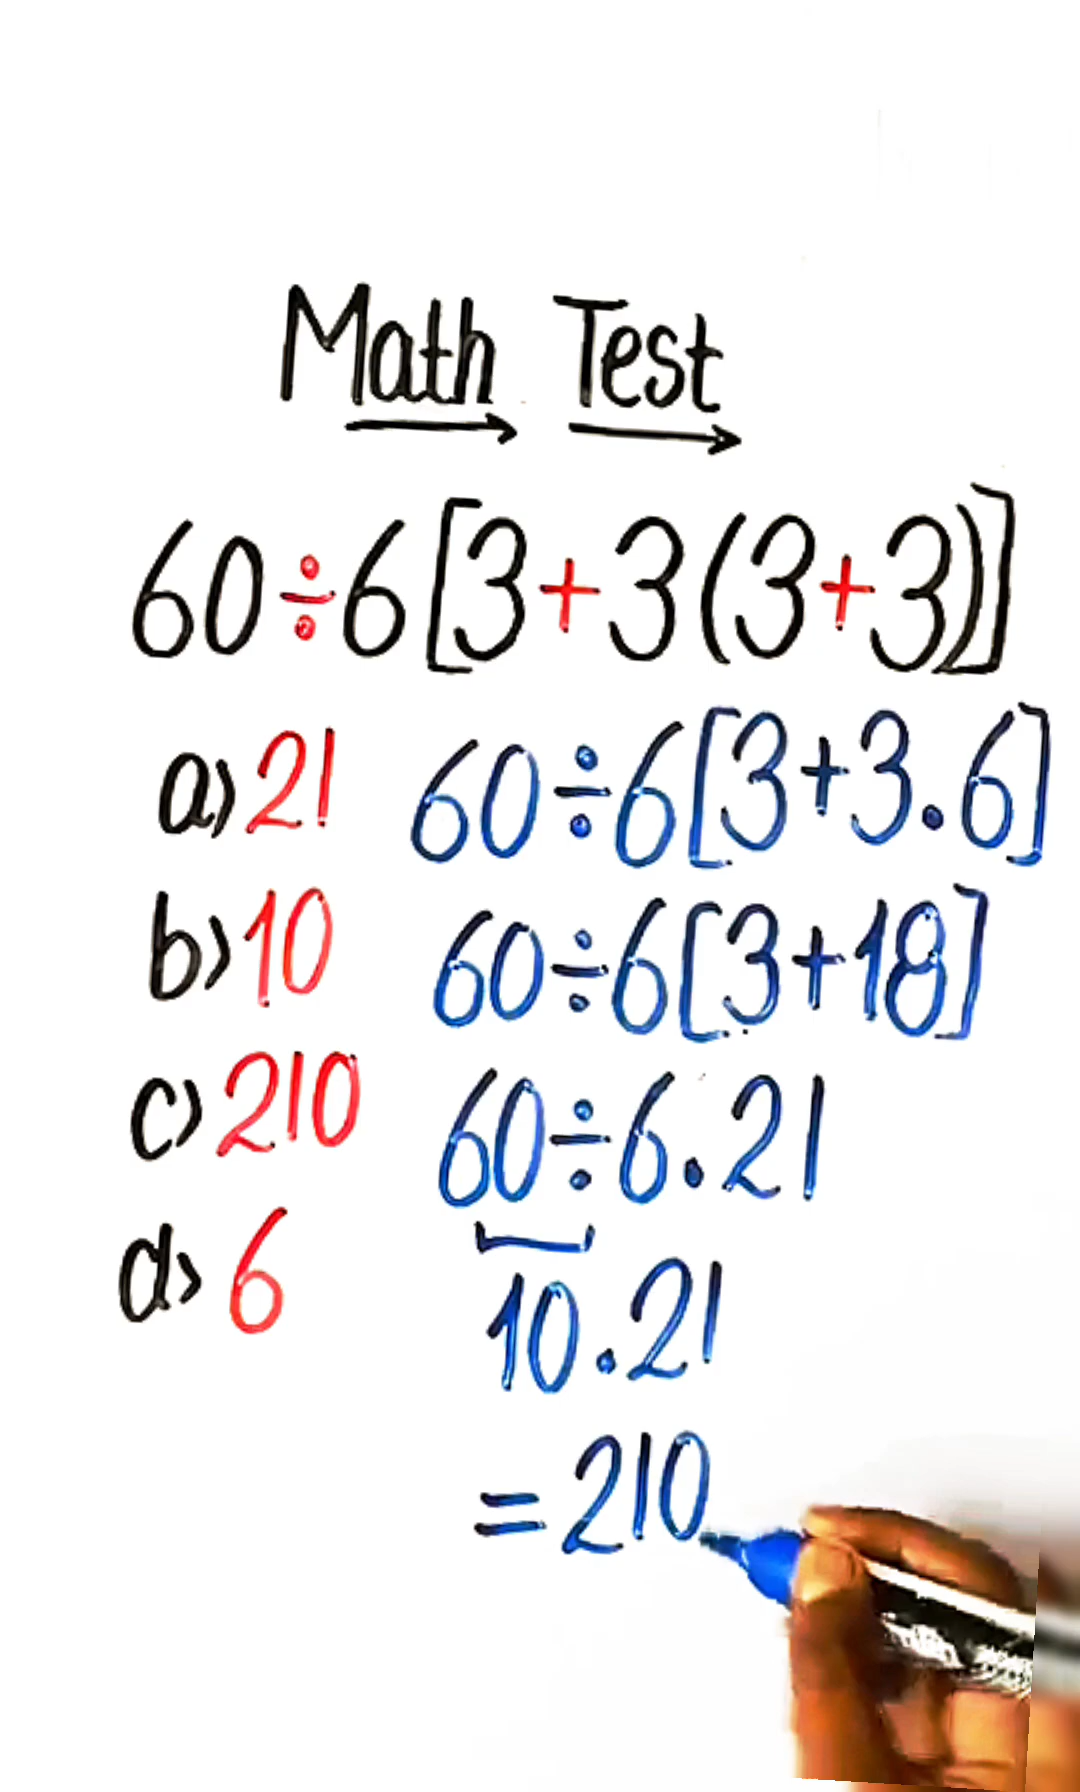 Math Test
60÷6[3+3(3+3)]
a) 21
60÷6[3+3.6]
b) 10
60÷6[3+18]
c) 210
60÷6.21
d) 6
10.21
=210